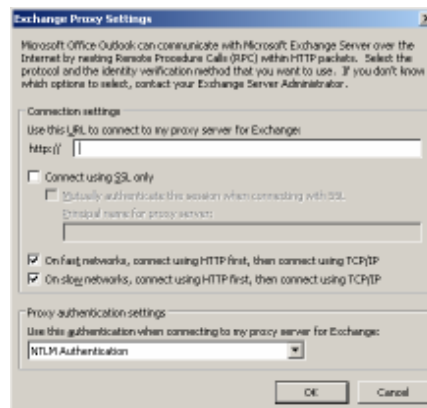 Exchange Proxy Settings
Microsoft Office Outlook can communicate with Microsoft Exchange Server over the
Internet by nesting Remote Procedure Calls (RPC) within HTTP packets. Select the
protocol and the identity verification method that you want to use. If you don't know
which options to select, contact your Exchange Server Administrator.
Connection settings
Use this URL to connect to my proxy server for Exchange:
http://
Connect using SSL only
Mutually authenticate the session when connecting with SSL
Principal name for proxy server:
On fast networks, connect using HTTP first, then connect using TCP/IP
On slow networks, connect using HTTP first, then connect using TCP/IP
Proxy authentication settings
Use this authentication when connecting to my proxy server for Exchange:
NTLM Authentication
OK
Cancel